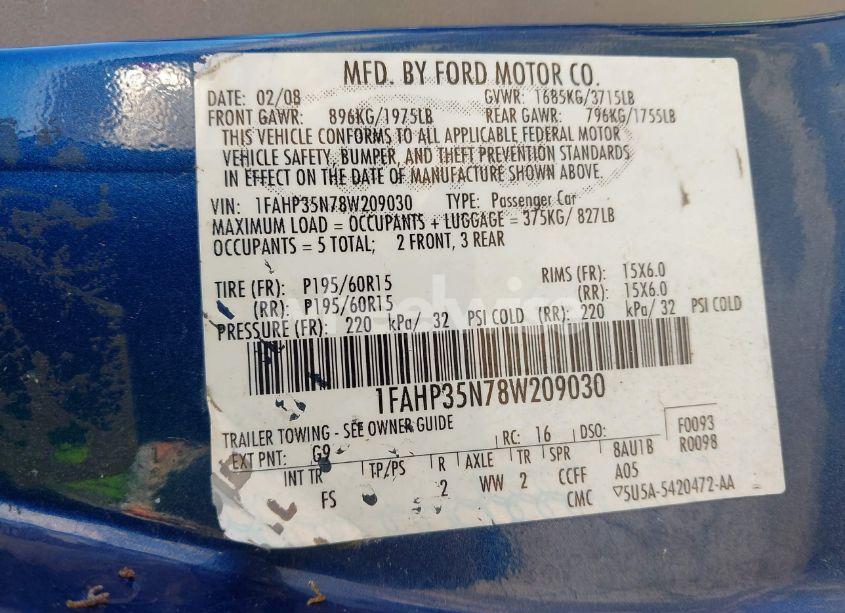 MFD. BY FORD MOTOR CO.
DATE: 02/08 GVWR: 1685KG/3715LB
FRONT GAWR: 896KG/1975LB REAR GAWR: 796KG/1755LB
THIS VEHICLE CONFORMS TO ALL APPLICABLE FEDERAL MOTOR
VEHICLE SAFETY, BUMPER, AND THEFT PREVENTION STANDARDS
IN EFFECT ON THE DATE OF MANUFACTURE SHOWN ABOVE.
VIN: 1FAHP35N78W209030 TYPE: Passenger Car
MAXIMUM LOAD = OCCUPANTS + LUGGAGE = 375KG/ 827LB
OCCUPANTS = 5 TOTAL; 2 FRONT, 3 REAR
TIRE (FR): P195/60R15 RIMS (FR): 15X6.0
(RR): P195/60R15 (RR): 15X6.0
PRESSURE (FR): 220 kPa/ 32 PSI COLD (RR): 220 kPa/ 32 PSI COLD
1FAHP35N78W209030
TRAILER TOWING - SEE OWNER GUIDE
EXT PNT: G9 RC: 16 DSO: F0093
R0098
INT TR TP/PS R AXLE TR SPR 8AU1B
FS 2 WW 2 CCFF A05
CMC ▽5U5A-5420472-AA